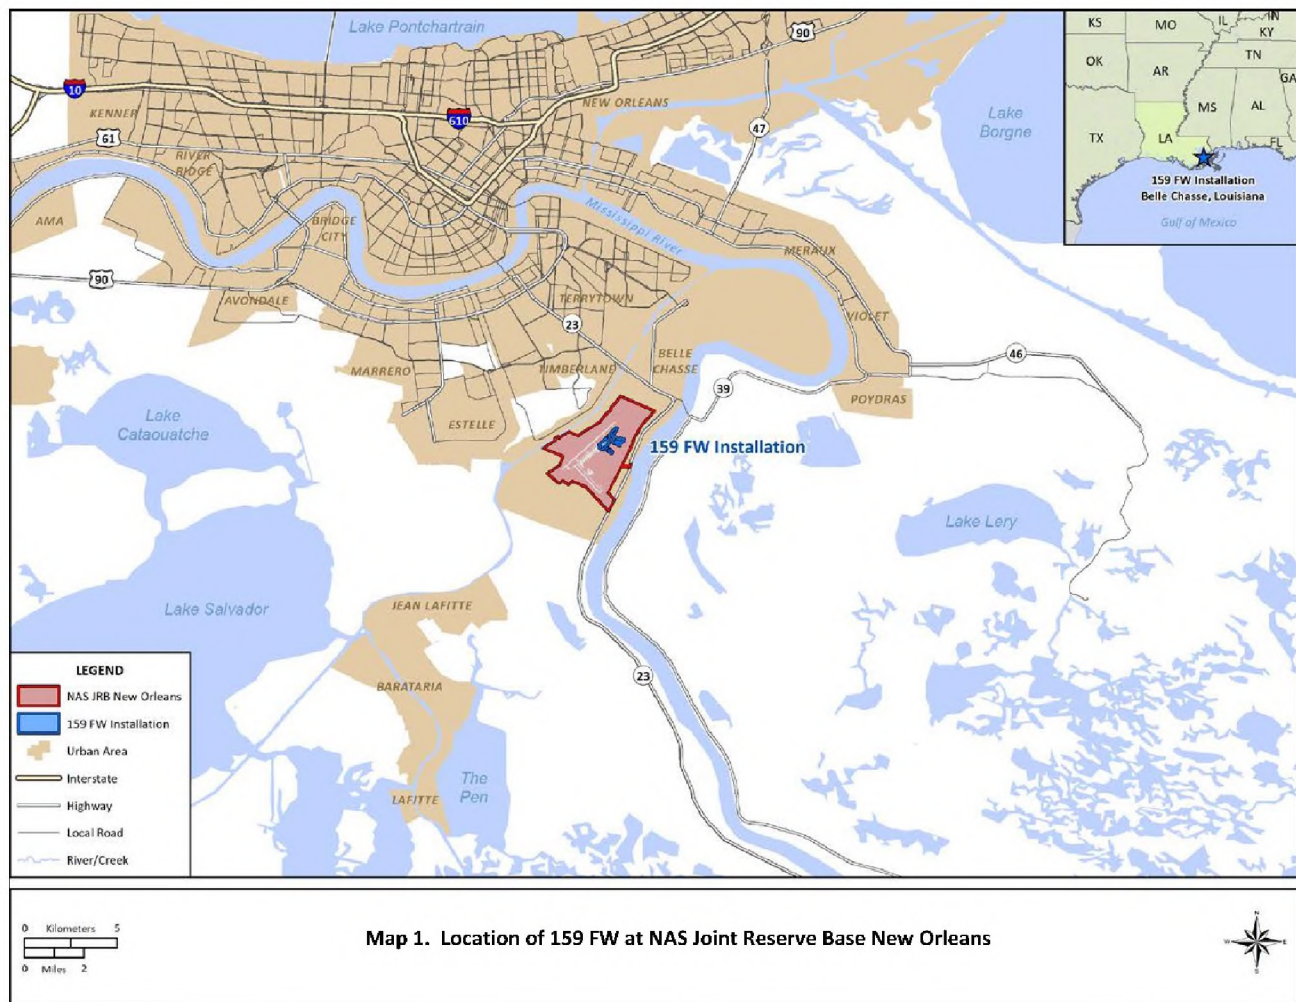 Lake Pontchartrain
90
10
KENNER
61
610
NEW ORLEANS
47
Lake
Borgne
RIVER
RIDGE
AMA
BRIDGE
CITY
Mississippi River
MERAUX
90
AVONDALE
TERRYTOWN
23
VIOLET
MARRERO
TIMBERLANE
BELLE
CHASSE
39
46
POYDRAS
ESTELLE
Lake
Cataouatche
159 FW Installation
Lake Lery
Lake Salvador
JEAN LAFITTE
BARATARIA
23
The
Pen
LAFITTE
KS
MO
IL
IN
KY
OK
AR
TN
GA
MS
AL
TX
LA
FL
159 FW Installation
Belle Chasse, Louisiana
Gulf of Mexico
LEGEND
NAS JRB New Orleans
159 FW Installation
Urban Area
Interstate
Highway
Local Road
River/Creek
0 Kilometers 5
0 Miles 2
Map 1. Location of 159 FW at NAS Joint Reserve Base New Orleans
N
W E
S